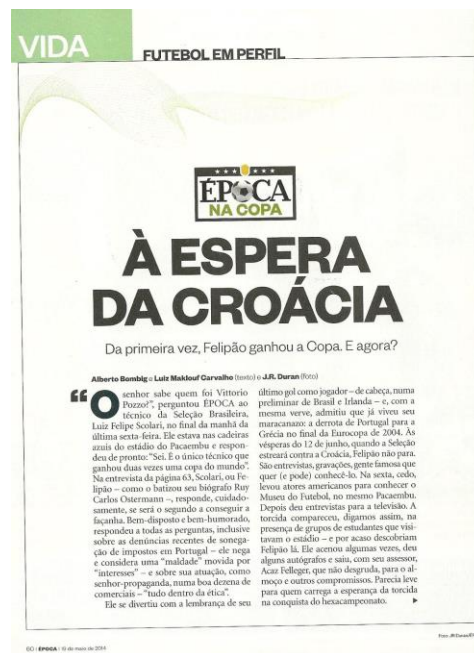 VIDA
FUTEBOL EM PERFIL
ÉPOCA
NA COPA
À ESPERA
DA CROÁCIA
Da primeira vez, Felipão ganhou a Copa. E agora?
Alberto Bombig e Luiz Maklouf Carvalho (texto) e J.R. Duran (foto)
“O senhor sabe quem foi Vittorio
Pozzo?”, perguntou ÉPOCA ao
técnico da Seleção Brasileira,
Luiz Felipe Scolari, no final da manhã da
última sexta-feira. Ele estava nas cadeiras
azuis do estádio do Pacaembu e respon-
deu de pronto: “Sei. É o único técnico que
ganhou duas vezes uma copa do mundo”.
Na entrevista da página 63, Scolari, ou Fe-
lipão – como o batizou seu biógrafo Ruy
Carlos Ostermann –, responde, cuidado-
samente, se será o segundo a conseguir a
façanha. Bem-disposto e bem-humorado,
respondeu a todas as perguntas, inclusive
sobre as denúncias recentes de sonega-
ção de impostos em Portugal – ele nega
e considera uma “maldade” movida por
“interesses” – e sobre sua atuação, como
senhor-propaganda, numa boa dezena de
comerciais – “tudo dentro da ética”.
Ele se divertiu com a lembrança de seu
último gol como jogador – de cabeça, numa
preliminar de Brasil e Irlanda – e, com a
mesma verve, admitiu que já viveu seu
maracanazo: a derrota de Portugal para a
Grécia no final da Eurocopa de 2004. Às
vésperas do 12 de junho, quando a Seleção
estreará contra a Croácia, Felipão não para.
São entrevistas, gravações, gente famosa que
quer (e pode) conhecê-lo. Na sexta, cedo,
levou atores americanos para conhecer o
Museu do Futebol, no mesmo Pacaembu.
Depois deu entrevistas para a televisão. A
torcida compareceu, digamos assim, na
presença de grupos de estudantes que visi-
tavam o estádio – e por acaso descobriram
Felipão lá. Ele acenou algumas vezes, deu
alguns autógrafos e saiu, com seu assessor,
Acaz Felleger, que não desgruda, para o al-
moço e outros compromissos. Parecia leve
para quem carrega a esperança da torcida
na conquista do hexacampeonato.
60 | ÉPOCA | 19 de maio de 2014